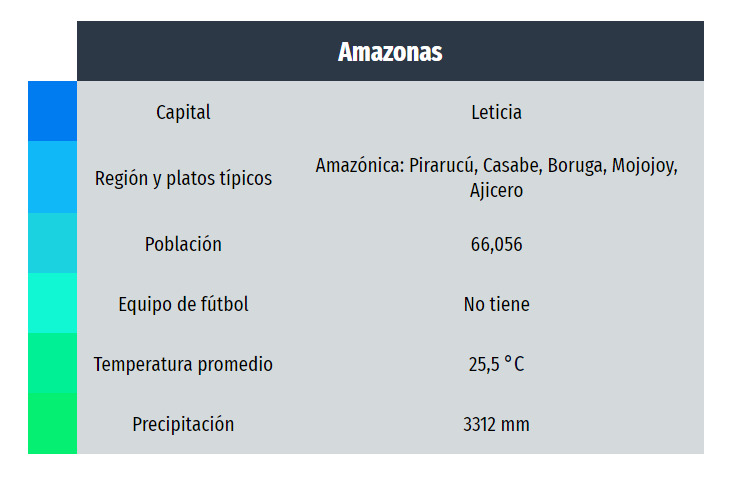 Amazonas
Capital
Leticia
Región y platos típicos
Amazónica: Pirarucú, Casabe, Boruga, Mojojoy,
Ajicero
Población
66,056
Equipo de fútbol
No tiene
Temperatura promedio
25,5 °C
Precipitación
3312 mm